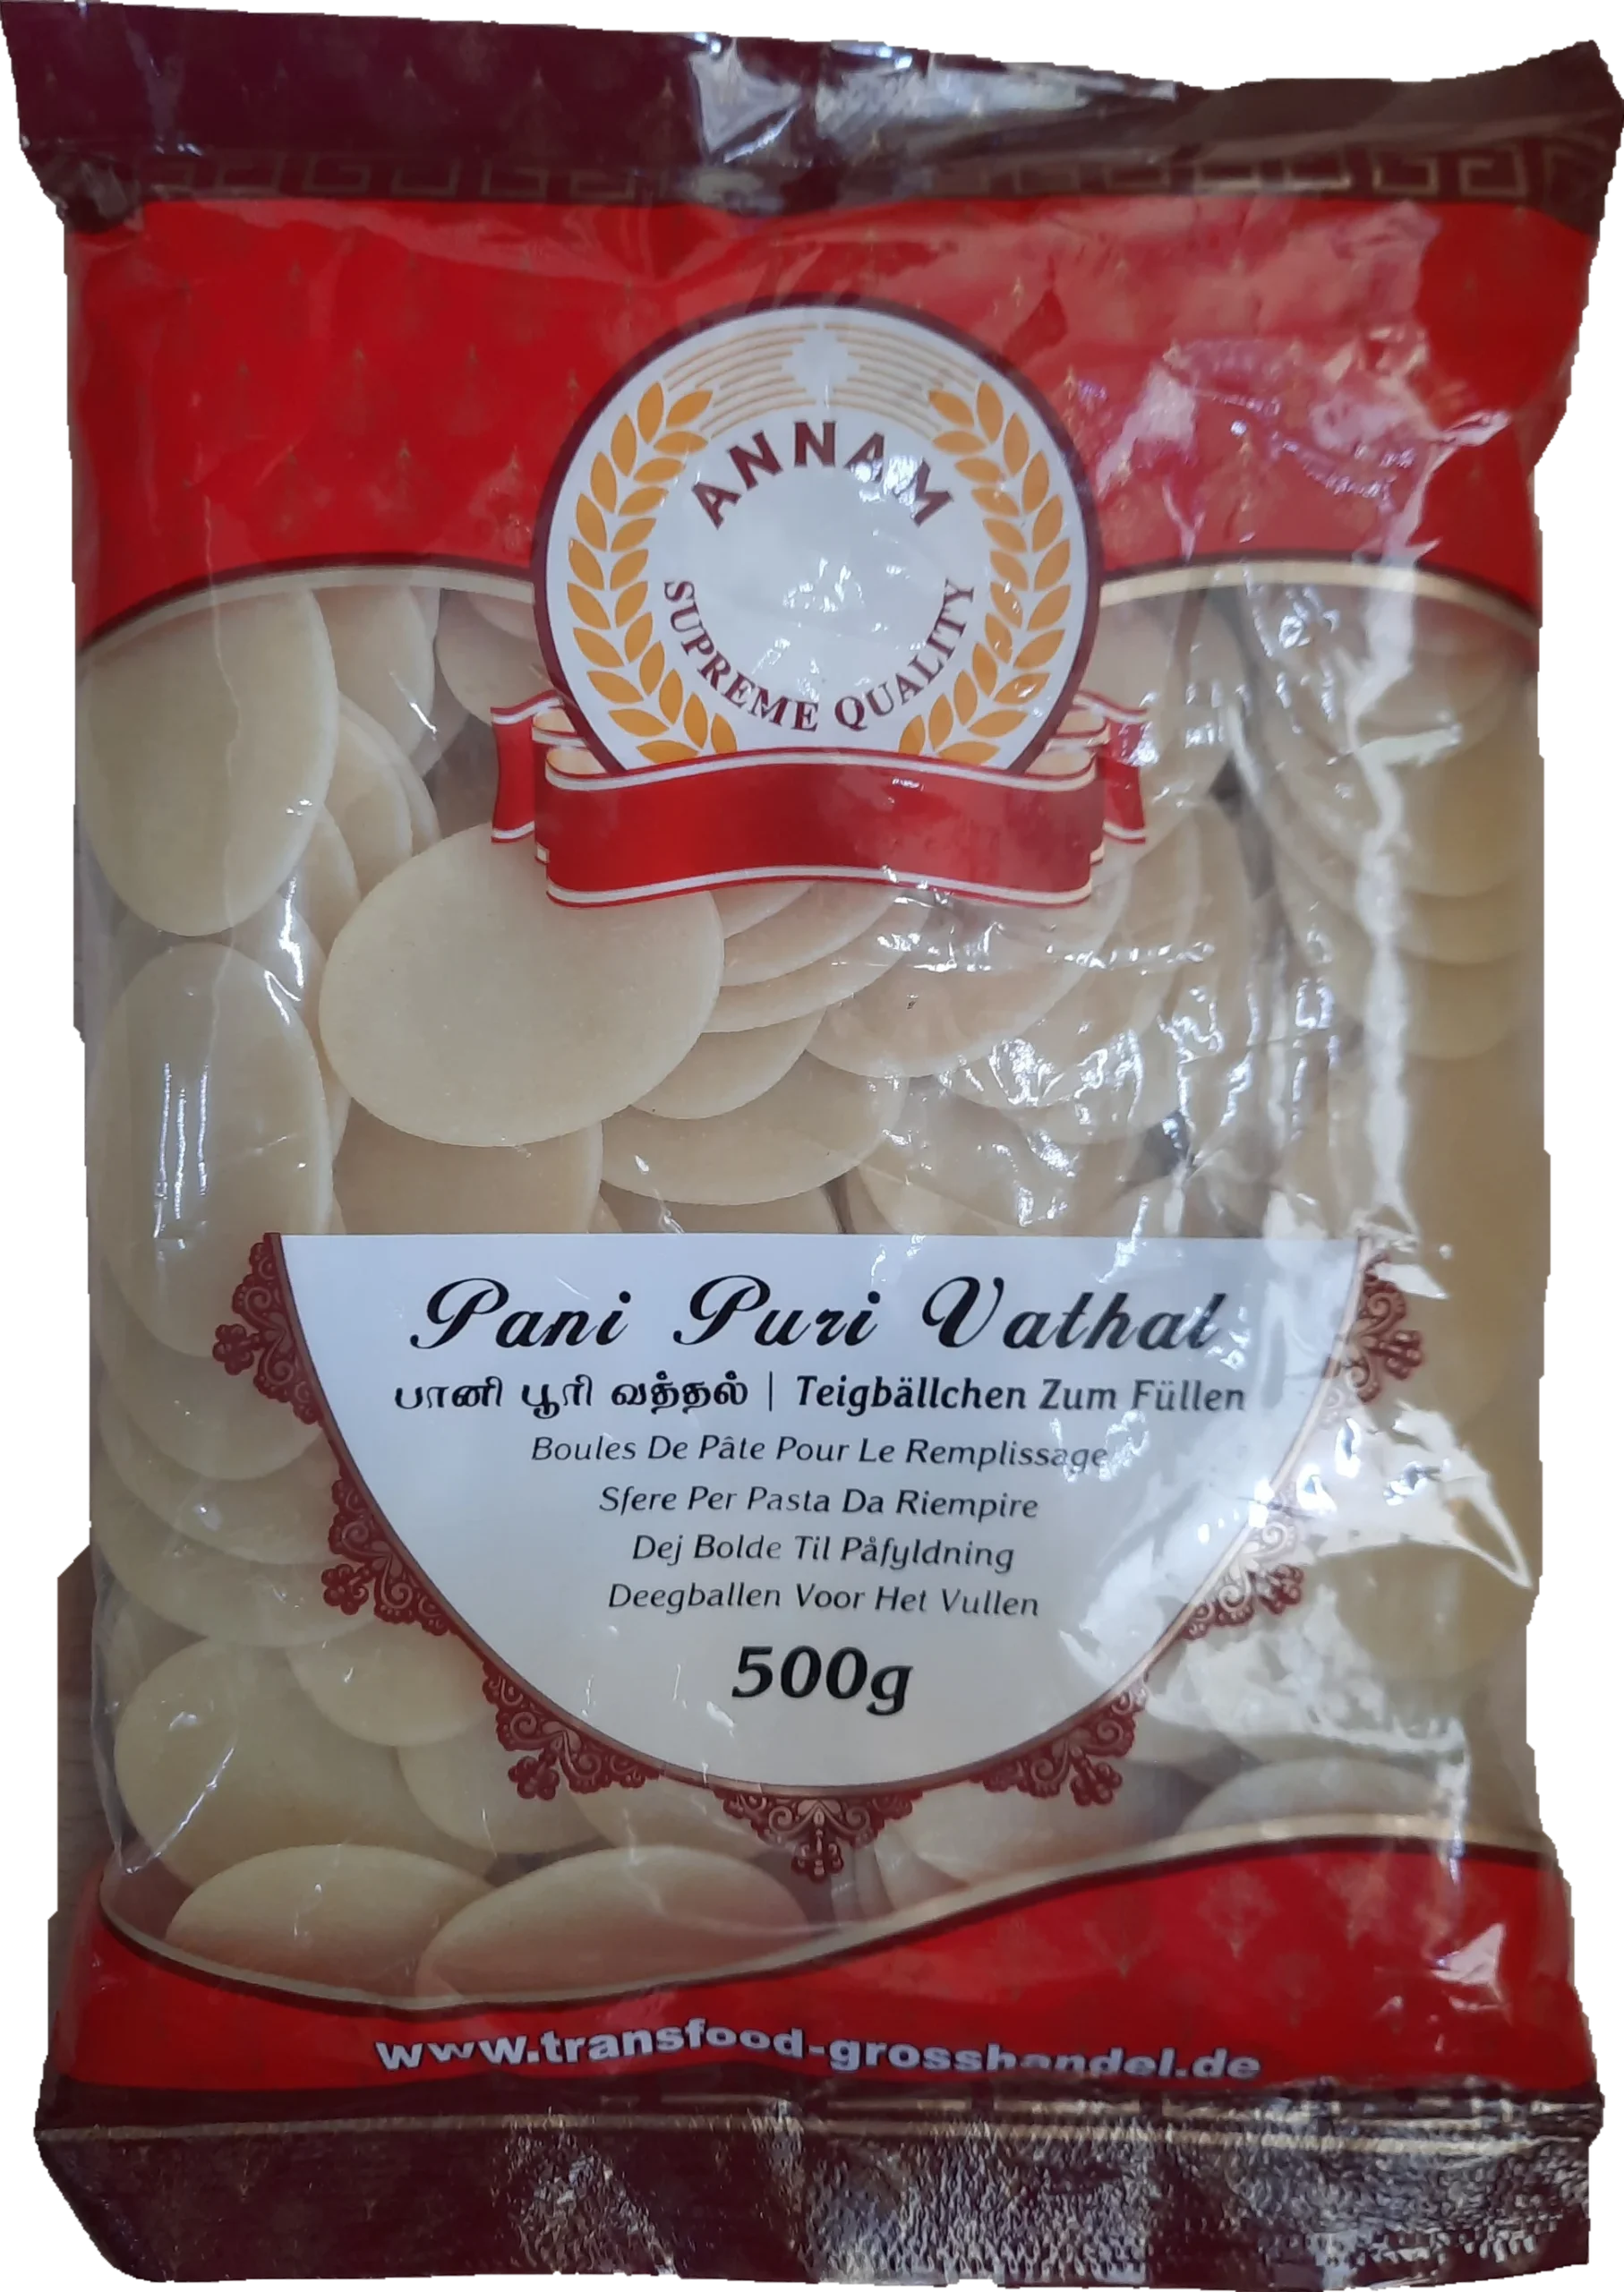 ANNAM
SUPREME QUALITY
Pani Puri Vathal
பானி பூரி வத்தல் | Teigbällchen Zum Füllen
Boules De Pâte Pour Le Remplissage
Sfere Per Pasta Da Riempire
Dej Bolde Til Påfyldning
Deegballen Voor Het Vullen
500g
www.transfood-grosshandel.de